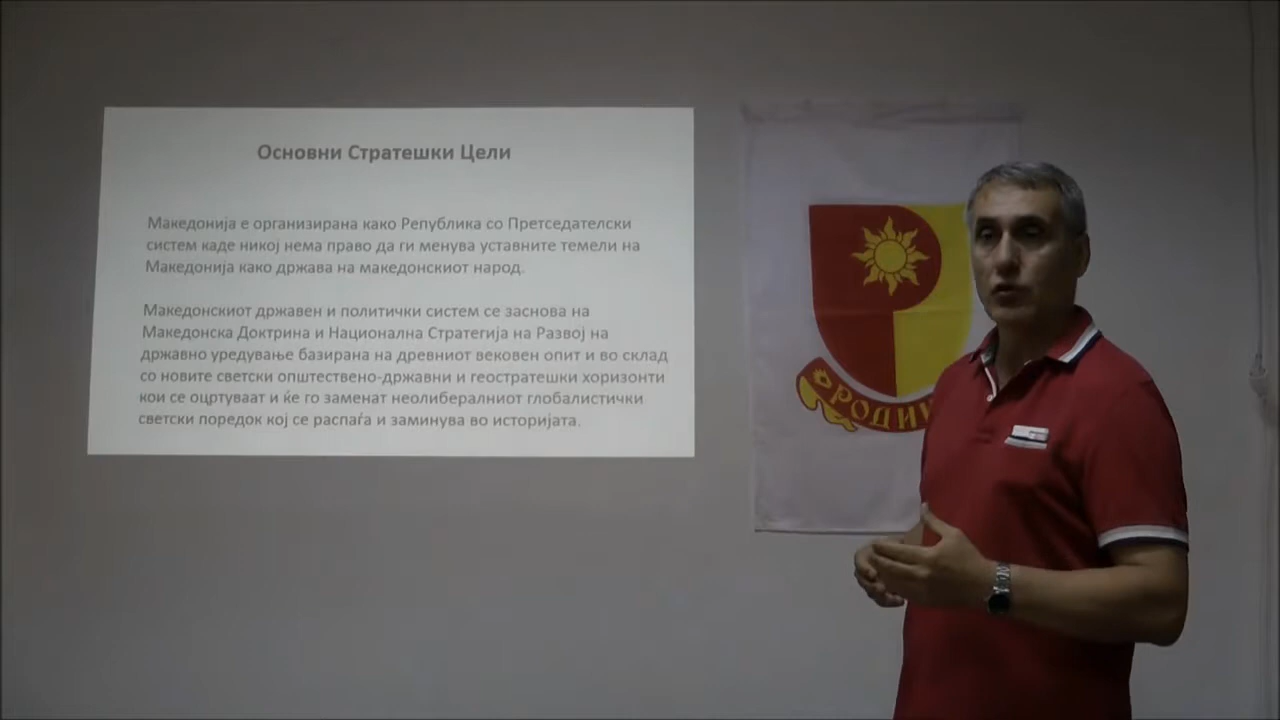 Основни Стратешки Цели
Македонија е организирана како Република со Претседателски
систем каде никој нема право да ги менува уставните темели на
Македонија како држава на македонскиот народ.
Македонскиот државен и политички систем се заснова на
Македонска Доктрина и Национална Стратегија на Развој на
државно уредување базирана на древниот вековен опит и во склад
со новите светски општествено-државни и геостратешки хоризонти
кои се оцртуваат и ќе го заменат неолибералниот глобалистички
светски поредок кој се распаѓа и заминува во историјата.